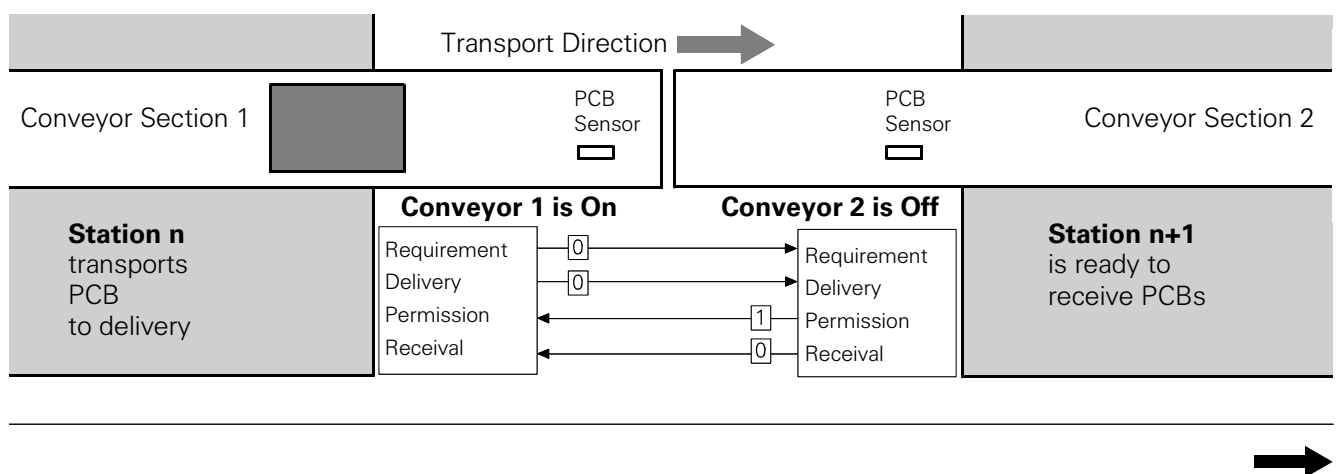 Transport Direction
Conveyor Section 1
PCB
Sensor
PCB
Sensor
Conveyor Section 2
Conveyor 1 is On
Conveyor 2 is Off
Station n
transports
PCB
to delivery
Requirement
Delivery
Permission
Receival
0
0
1
0
Requirement
Delivery
Permission
Receival
Station n+1
is ready to
receive PCBs